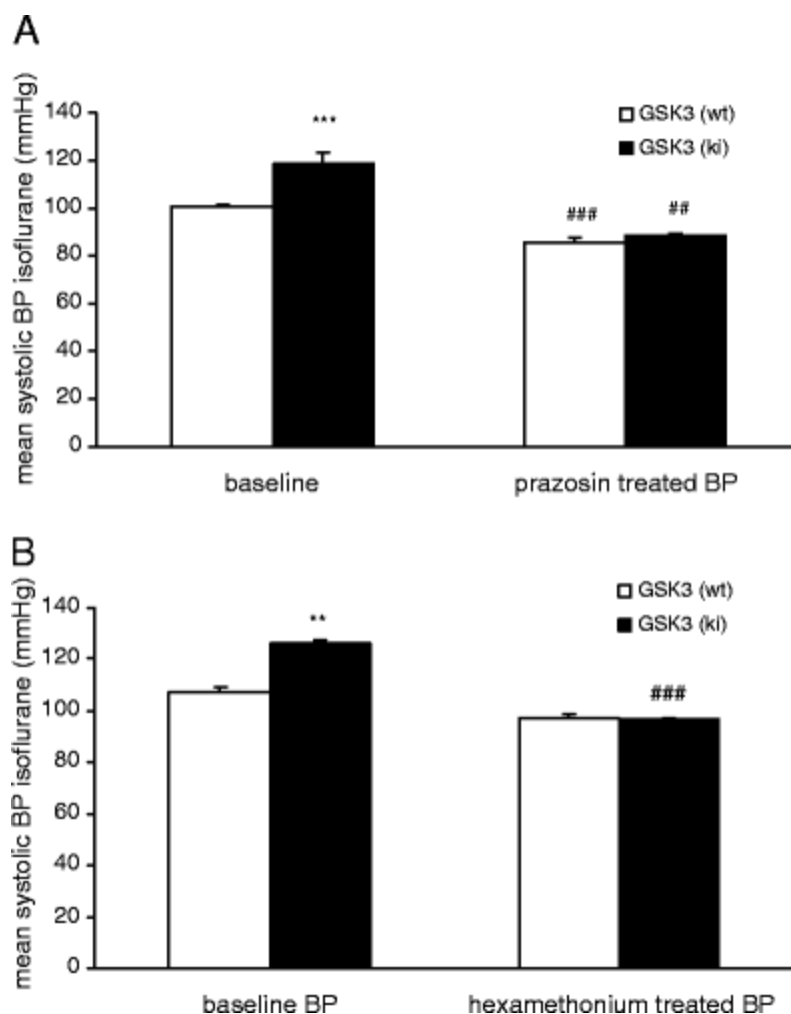 A
mean systolic BP isoflurane (mmHg)
140
120
100
80
60
40
20
0
***
###
##
GSK3 (wt)
GSK3 (ki)
baseline
prazosin treated BP
B
mean systolic BP isoflurane (mmHg)
140
120
100
80
60
40
20
0
**
###
GSK3 (wt)
GSK3 (ki)
baseline BP
hexamethonium treated BP